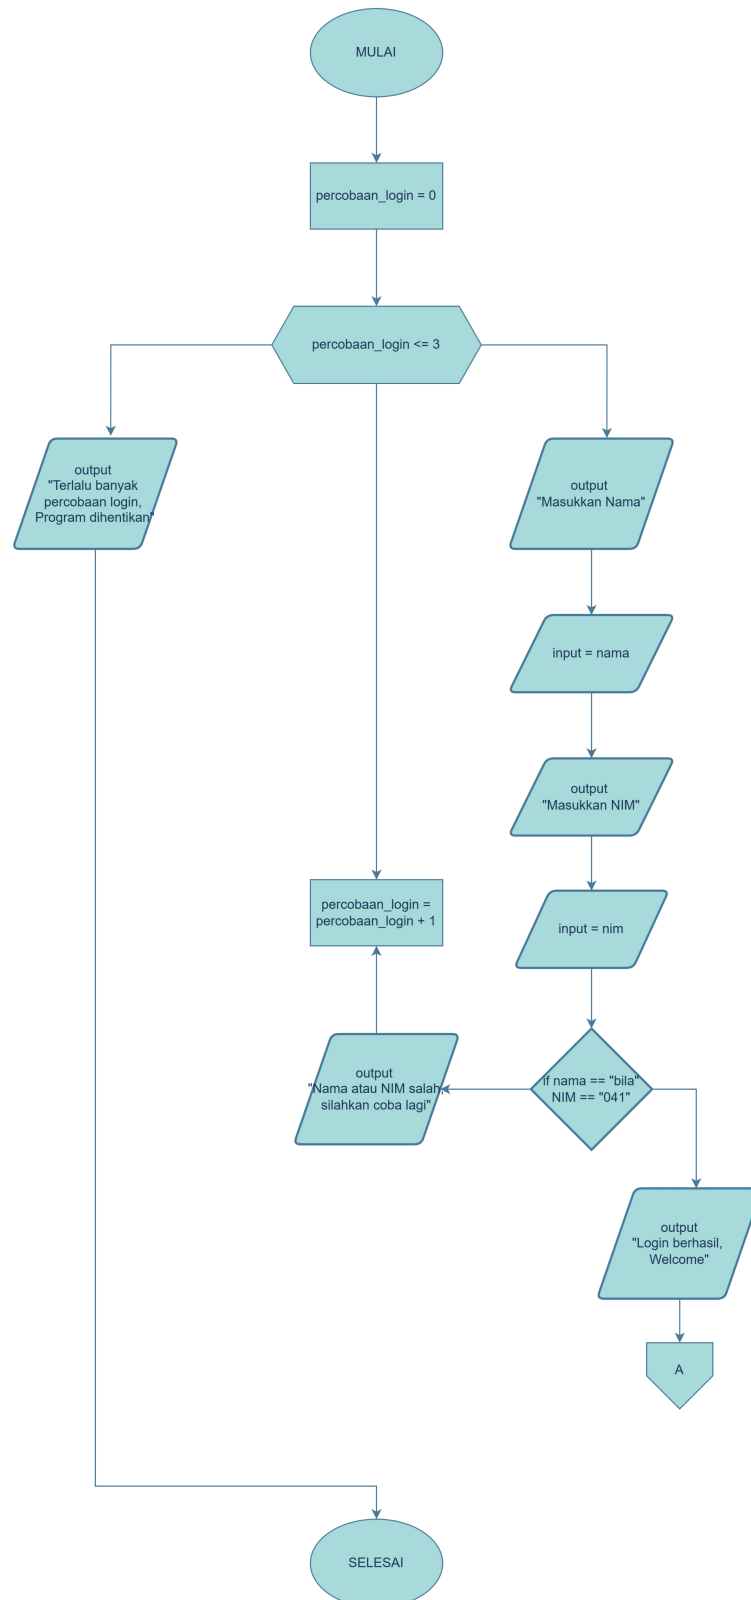 MULAI
percobaan_login = 0
percobaan_login <= 3
output
"Terlalu banyak
percobaan login,
Program dihentikan"
output
"Masukkan Nama"
input = nama
output
"Masukkan NIM"
percobaan_login =
percobaan_login + 1
input = nim
output
"Nama atau NIM salah,
silahkan coba lagi"
if nama == "bila"
NIM == "041"
output
"Login berhasil,
Welcome"
A
SELESAI